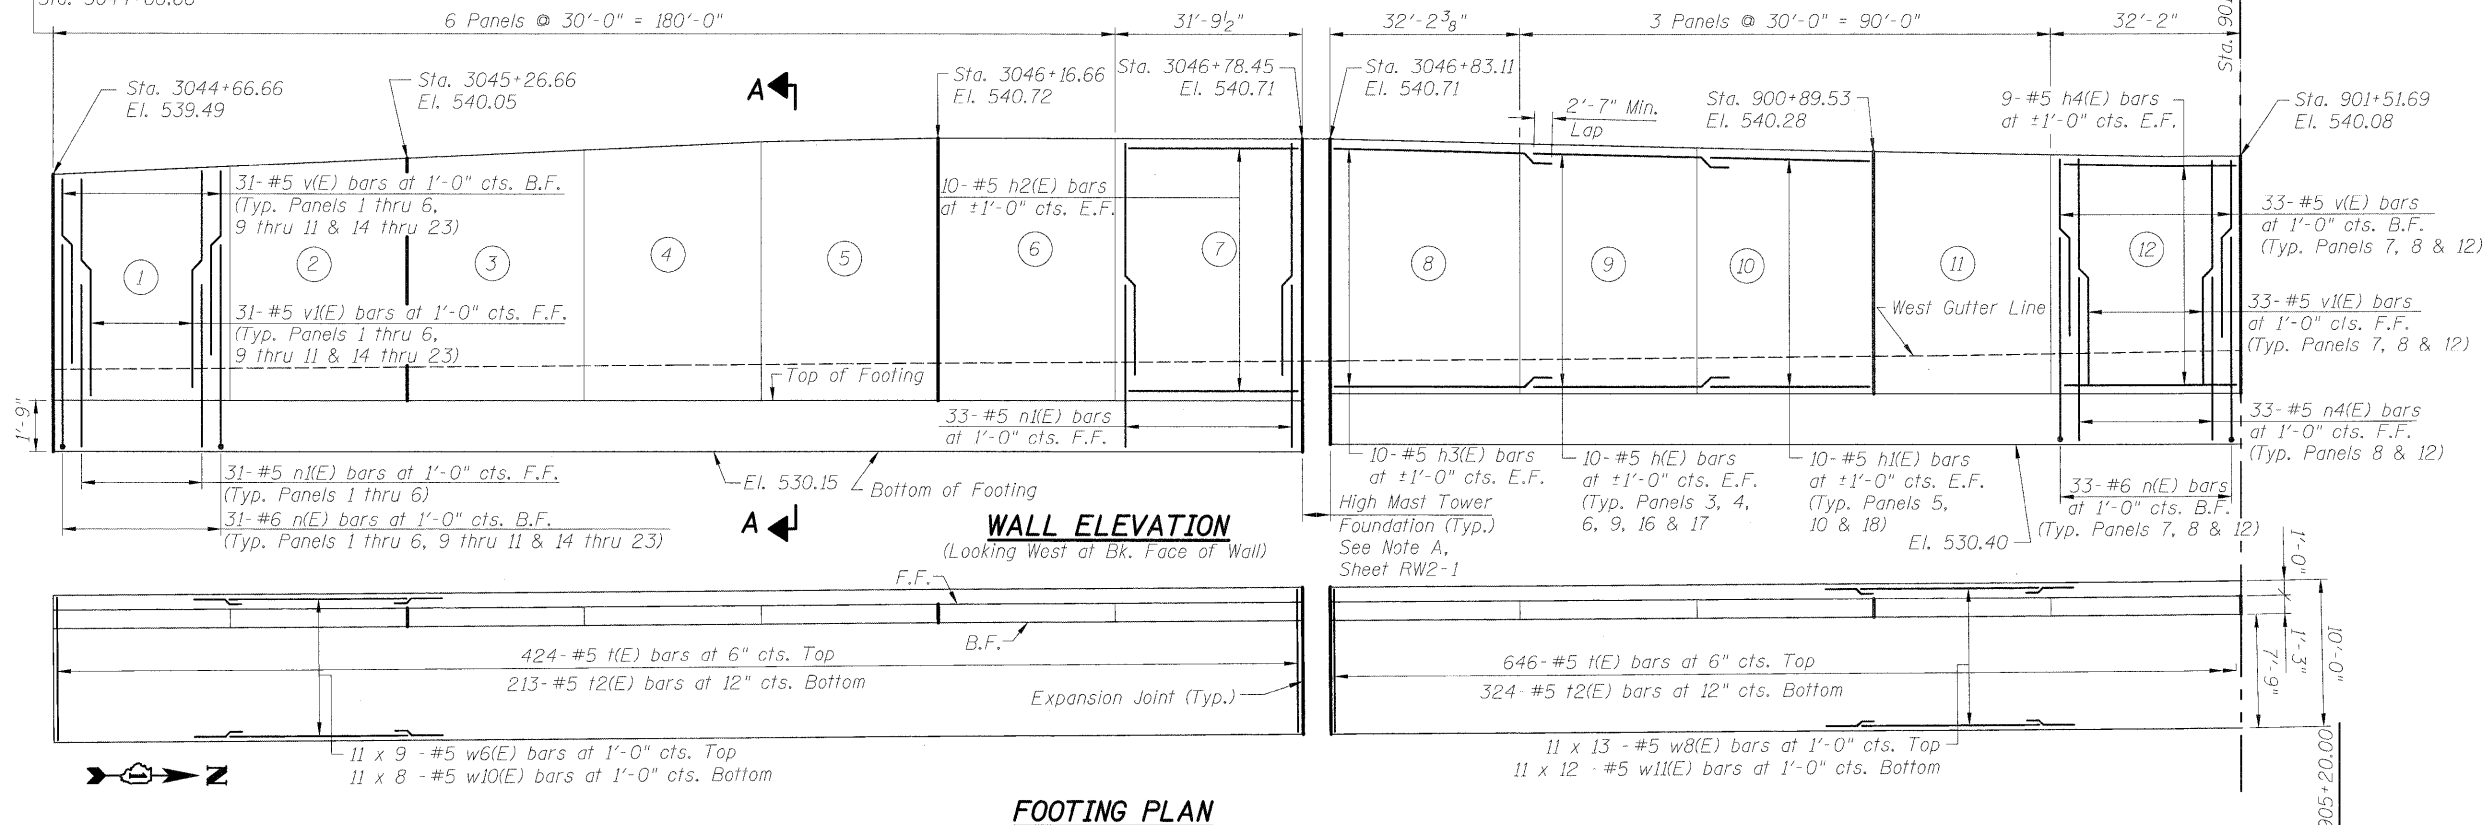 6 Panels @ 30'-0" = 180'-0"
31'-9½"
32'-2⅜"
3 Panels @ 30'-0" = 90'-0"
32'-2"
Sta. 901
Sta. 3044+66.66
El. 539.49
Sta. 3045+26.66
El. 540.05
A
Sta. 3046+16.66
El. 540.72
Sta. 3046+78.45
El. 540.71
Sta. 3046+83.11
El. 540.71
2'-7" Min.
Lap
Sta. 900+89.53
El. 540.28
9-#5 h4(E) bars
at ±1'-0" cts. E.F.
Sta. 901+51.69
El. 540.08
31-#5 v(E) bars at 1'-0" cts. B.F.
(Typ. Panels 1 thru 6,
9 thru 11 & 14 thru 23)
10-#5 h2(E) bars
at ±1'-0" cts. E.F.
33-#5 v(E) bars
at 1'-0" cts. B.F.
(Typ. Panels 7, 8 & 12)
1
2
3
4
5
6
7
8
9
10
11
12
31-#5 v1(E) bars at 1'-0" cts. F.F.
(Typ. Panels 1 thru 6,
9 thru 11 & 14 thru 23)
West Gutter Line
33-#5 v1(E) bars
at 1'-0" cts. F.F.
(Typ. Panels 7, 8 & 12)
Top of Footing
1'-9"
33-#5 n1(E) bars
at 1'-0" cts. F.F.
33-#5 n4(E) bars
at 1'-0" cts. F.F.
(Typ. Panels 8 & 12)
31-#5 n1(E) bars at 1'-0" cts. F.F.
(Typ. Panels 1 thru 6)
31-#6 n(E) bars at 1'-0" cts. B.F.
(Typ. Panels 1 thru 6, 9 thru 11 & 14 thru 23)
El. 530.15
Bottom of Footing
A
10-#5 h3(E) bars
at ±1'-0" cts. E.F.
High Mast Tower
Foundation (Typ.)
See Note A,
Sheet RW2-1
10-#5 h(E) bars
at ±1'-0" cts. E.F.
(Typ. Panels 3, 4,
6, 9, 16 & 17
10-#5 h1(E) bars
at ±1'-0" cts. E.F.
(Typ. Panels 5,
10 & 18)
El. 530.40
33-#6 n(E) bars
at 1'-0" cts. B.F.
(Typ. Panels 7, 8 & 12)
WALL ELEVATION
(Looking West at Bk. Face of Wall)
F.F.
B.F.
424-#5 t(E) bars at 6" cts. Top
213-#5 t2(E) bars at 12" cts. Bottom
Expansion Joint (Typ.)
646-#5 t(E) bars at 6" cts. Top
324-#5 t2(E) bars at 12" cts. Bottom
1'-0"
1'-3"
7'-9"
10'-0"
11 x 9 -#5 w6(E) bars at 1'-0" cts. Top
11 x 8 -#5 w10(E) bars at 1'-0" cts. Bottom
11 x 13 -#5 w8(E) bars at 1'-0" cts. Top
11 x 12 -#5 w11(E) bars at 1'-0" cts. Bottom
N
905+20.00
FOOTING PLAN